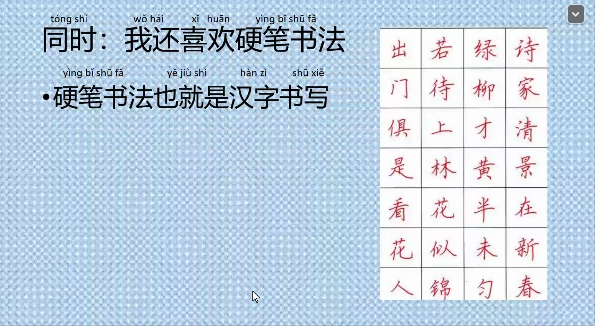 tóng shí wǒ hái xǐ huān yìng bǐ shū fǎ
同时：我还喜欢硬笔书法
yìng bǐ shū fǎ yě jiù shì hàn zì shū xiě
•硬笔书法也就是汉字书写
诗家清景在新春
绿柳才黄半未匀
若待上林花似锦
出门俱是看花人